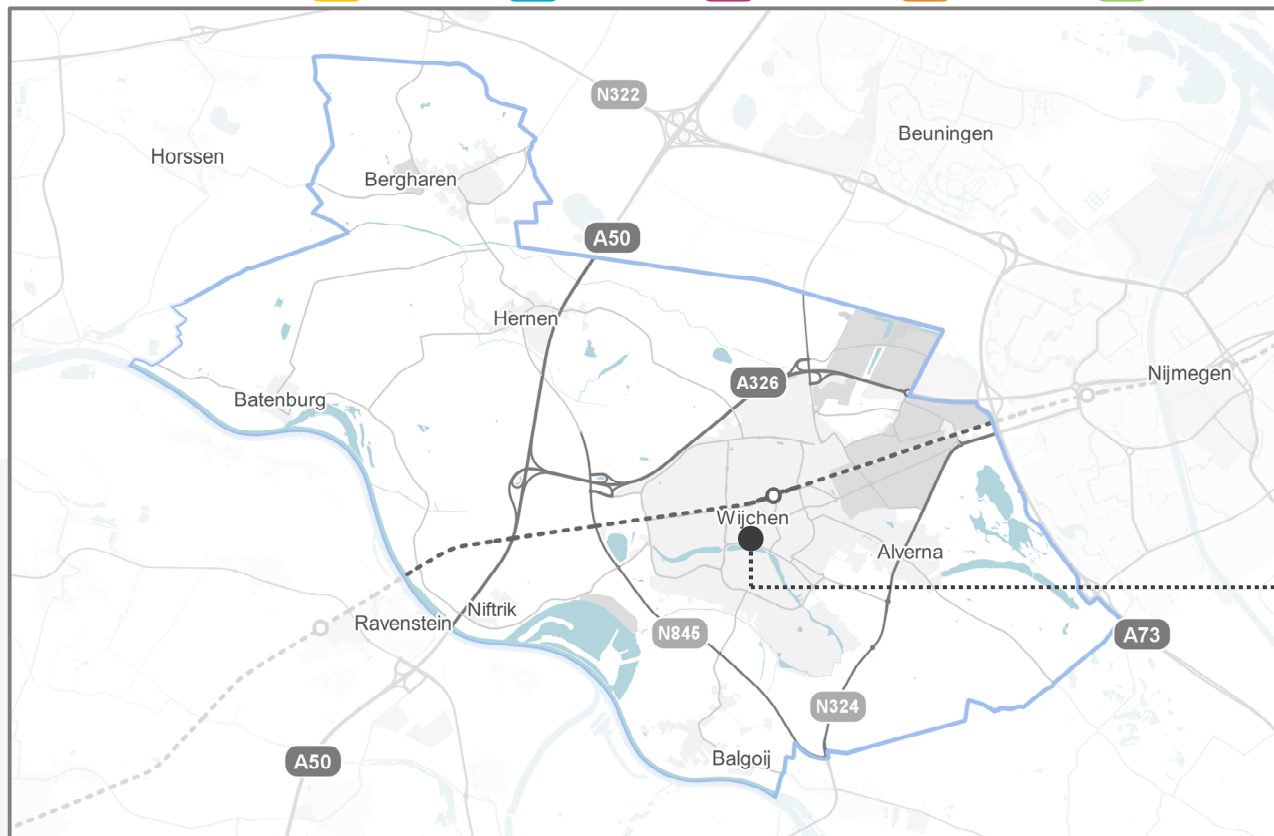 N322
Beuningen
Horssen
Bergharen
A50
Hernen
Nijmegen
A326
Batenburg
Wijchen
Alverna
Niftrik
Ravenstein
N845
A73
N324
Balgoij
A50